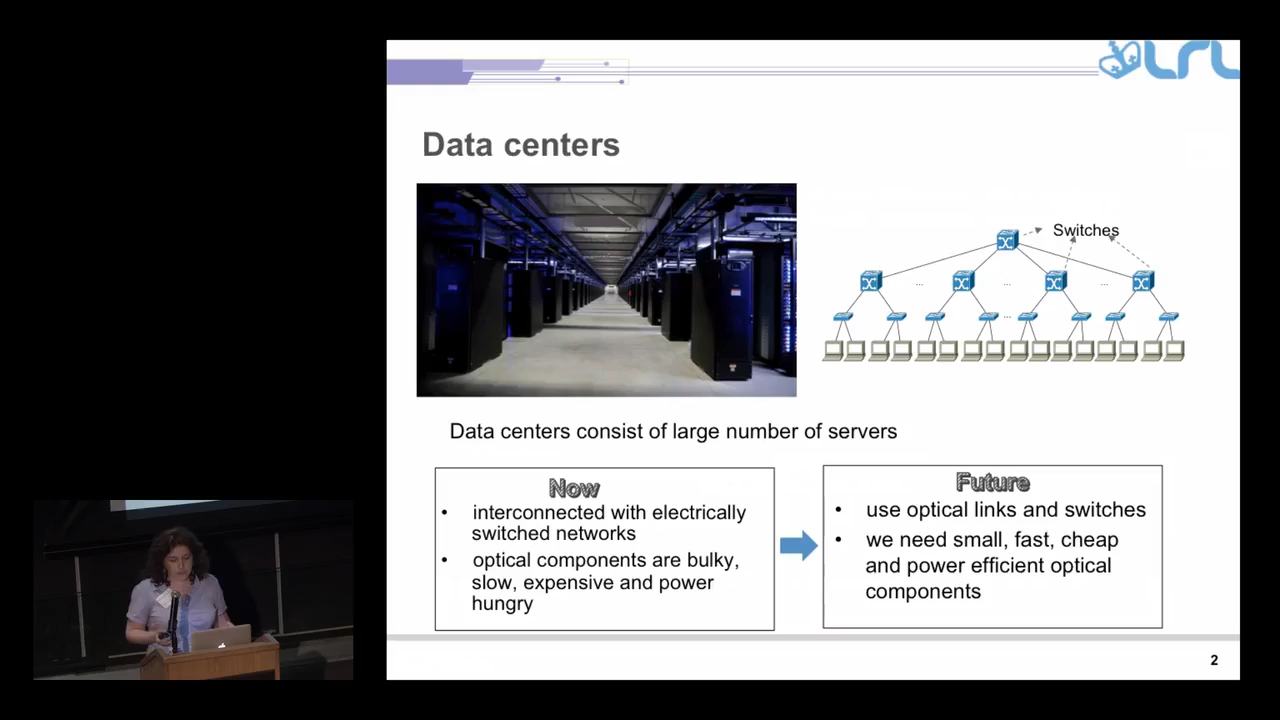 LRL
Data centers
Switches
...
...
...
...
Data centers consist of large number of servers
Now
• interconnected with electrically
switched networks
• optical components are bulky,
slow, expensive and power
hungry
Future
• use optical links and switches
• we need small, fast, cheap
and power efficient optical
components
2